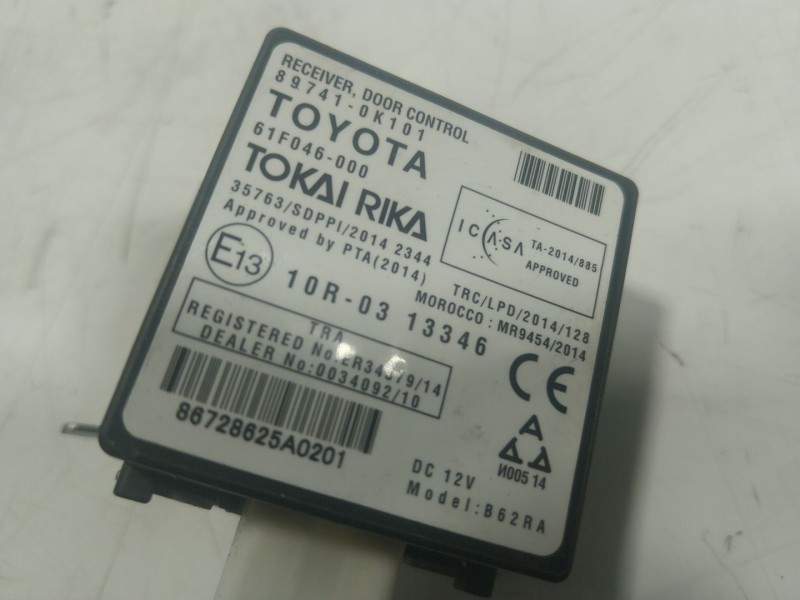 RECEIVER, DOOR CONTROL
89741-0K101
TOYOTA
61F046-000
TOKAI RIKA
35763/SDPPI/2014 2344
Approved by PTA(2014)
ICASA TA-2014/885
APPROVED
TRC/LPD/2014/128
MOROCCO : MR9454/2014
E13
10R-03 13346
TRA
REGISTERED No:
DEALER No:0034092/10
86728625A0201
CE
И005 14
DC 12V
Model:B62RA